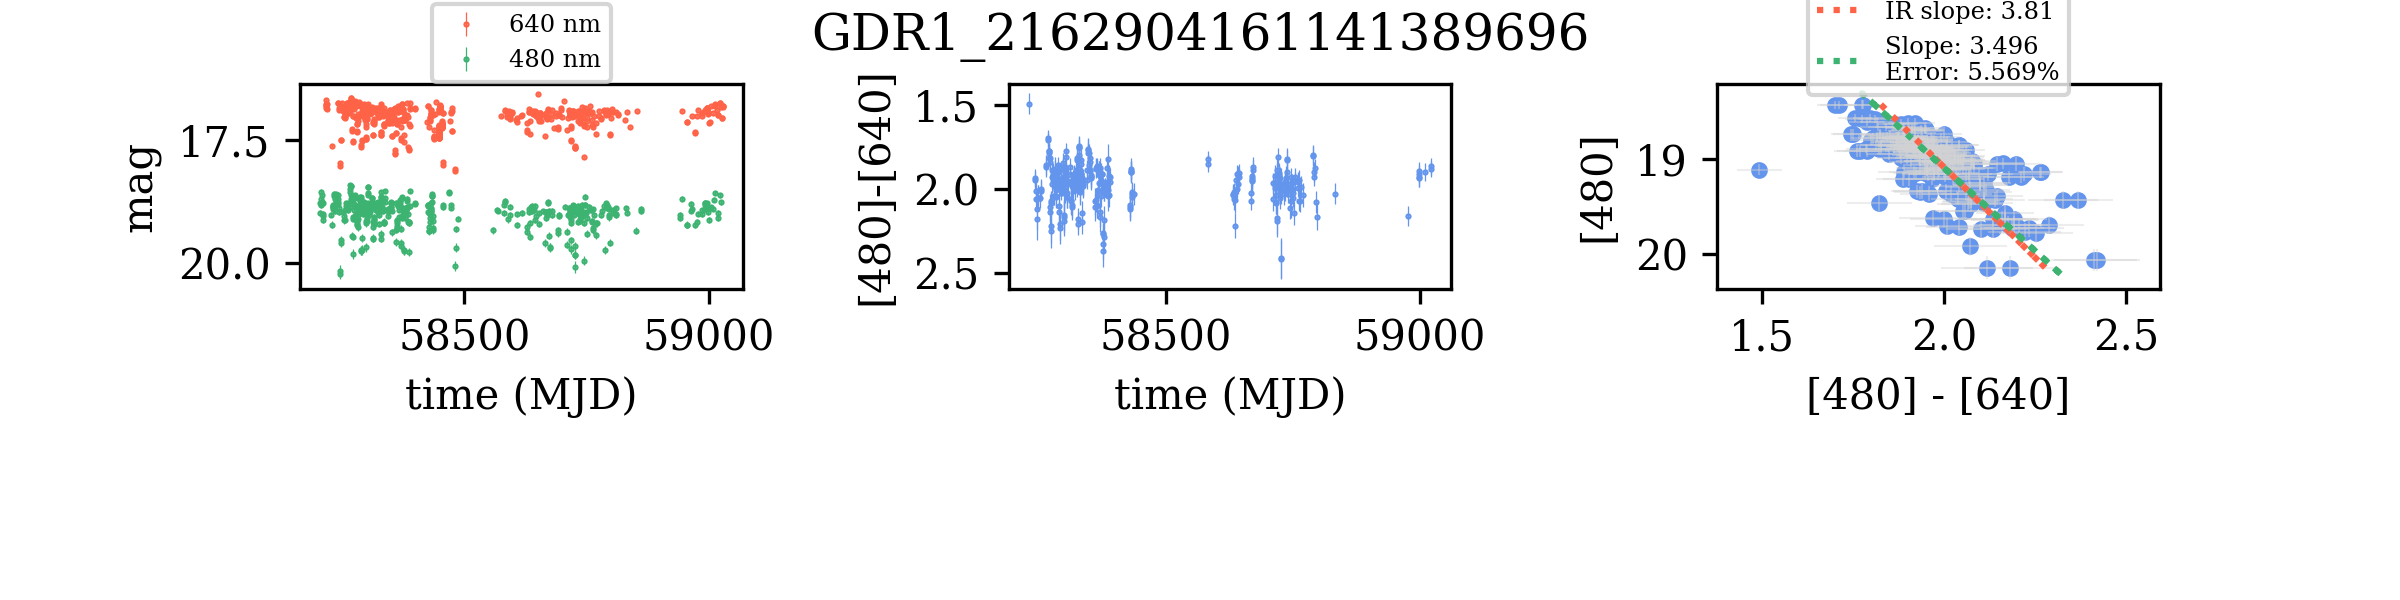 GDR1_2162904161141389696
640 nm
480 nm
mag
17.5
20.0
58500
59000
time (MJD)
[480]-[640]
1.5
2.0
2.5
58500
59000
time (MJD)
IR slope: 3.81
Slope: 3.496
Error: 5.569%
[480]
19
20
1.5
2.0
2.5
[480] - [640]